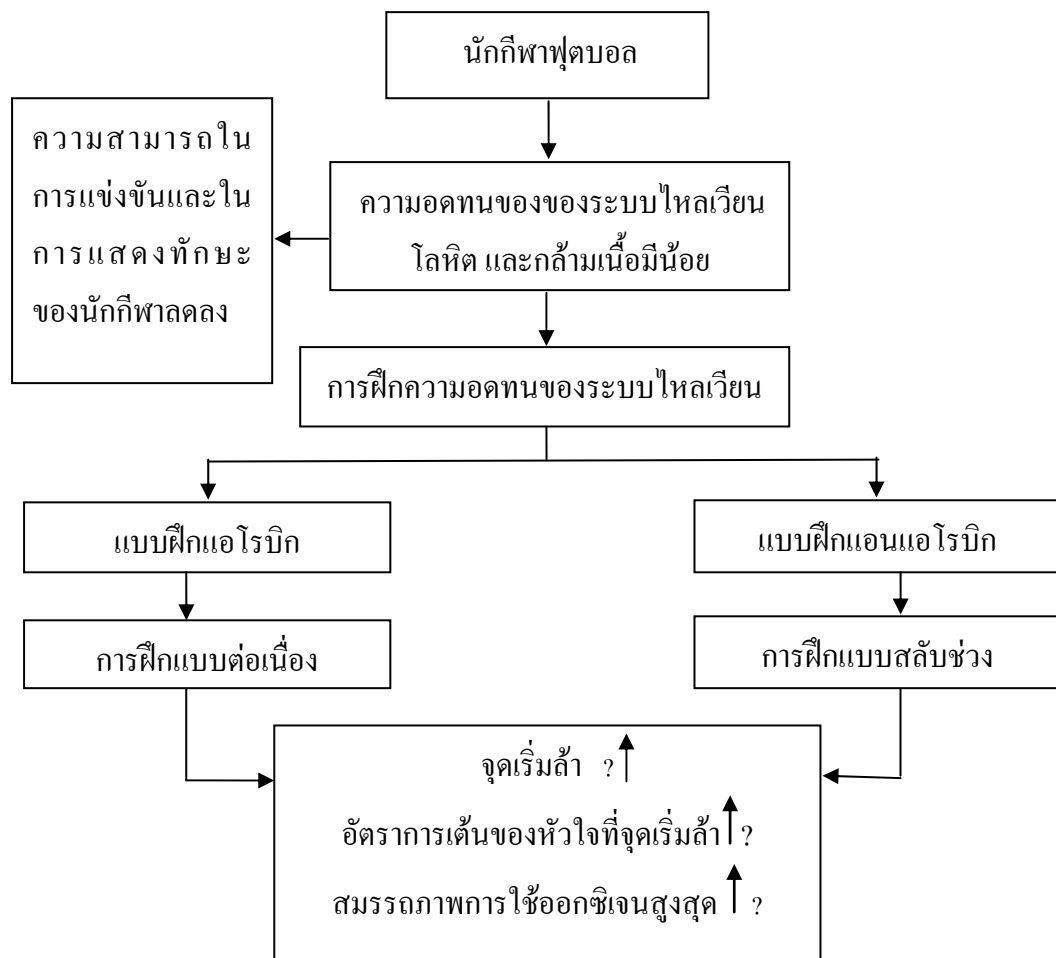 นักกีฬาฟุตบอล
ความสามารถใน
การแข่งขันและใน
การแสดงทักษะ
ของนักกีฬาลดลง
ความอดทนของของระบบไหลเวียน
โลหิต และกล้ามเนื้อมีน้อย
การฝึกความอดทนของระบบไหลเวียน
แบบฝึกแอโรบิก
แบบฝึกแอนแอโรบิก
การฝึกแบบต่อเนื่อง
การฝึกแบบสลับช่วง
จุดเริ่มล้า ?
อัตราการเต้นของหัวใจที่จุดเริ่มล้า ?
สมรรถภาพการใช้ออกซิเจนสูงสุด ?